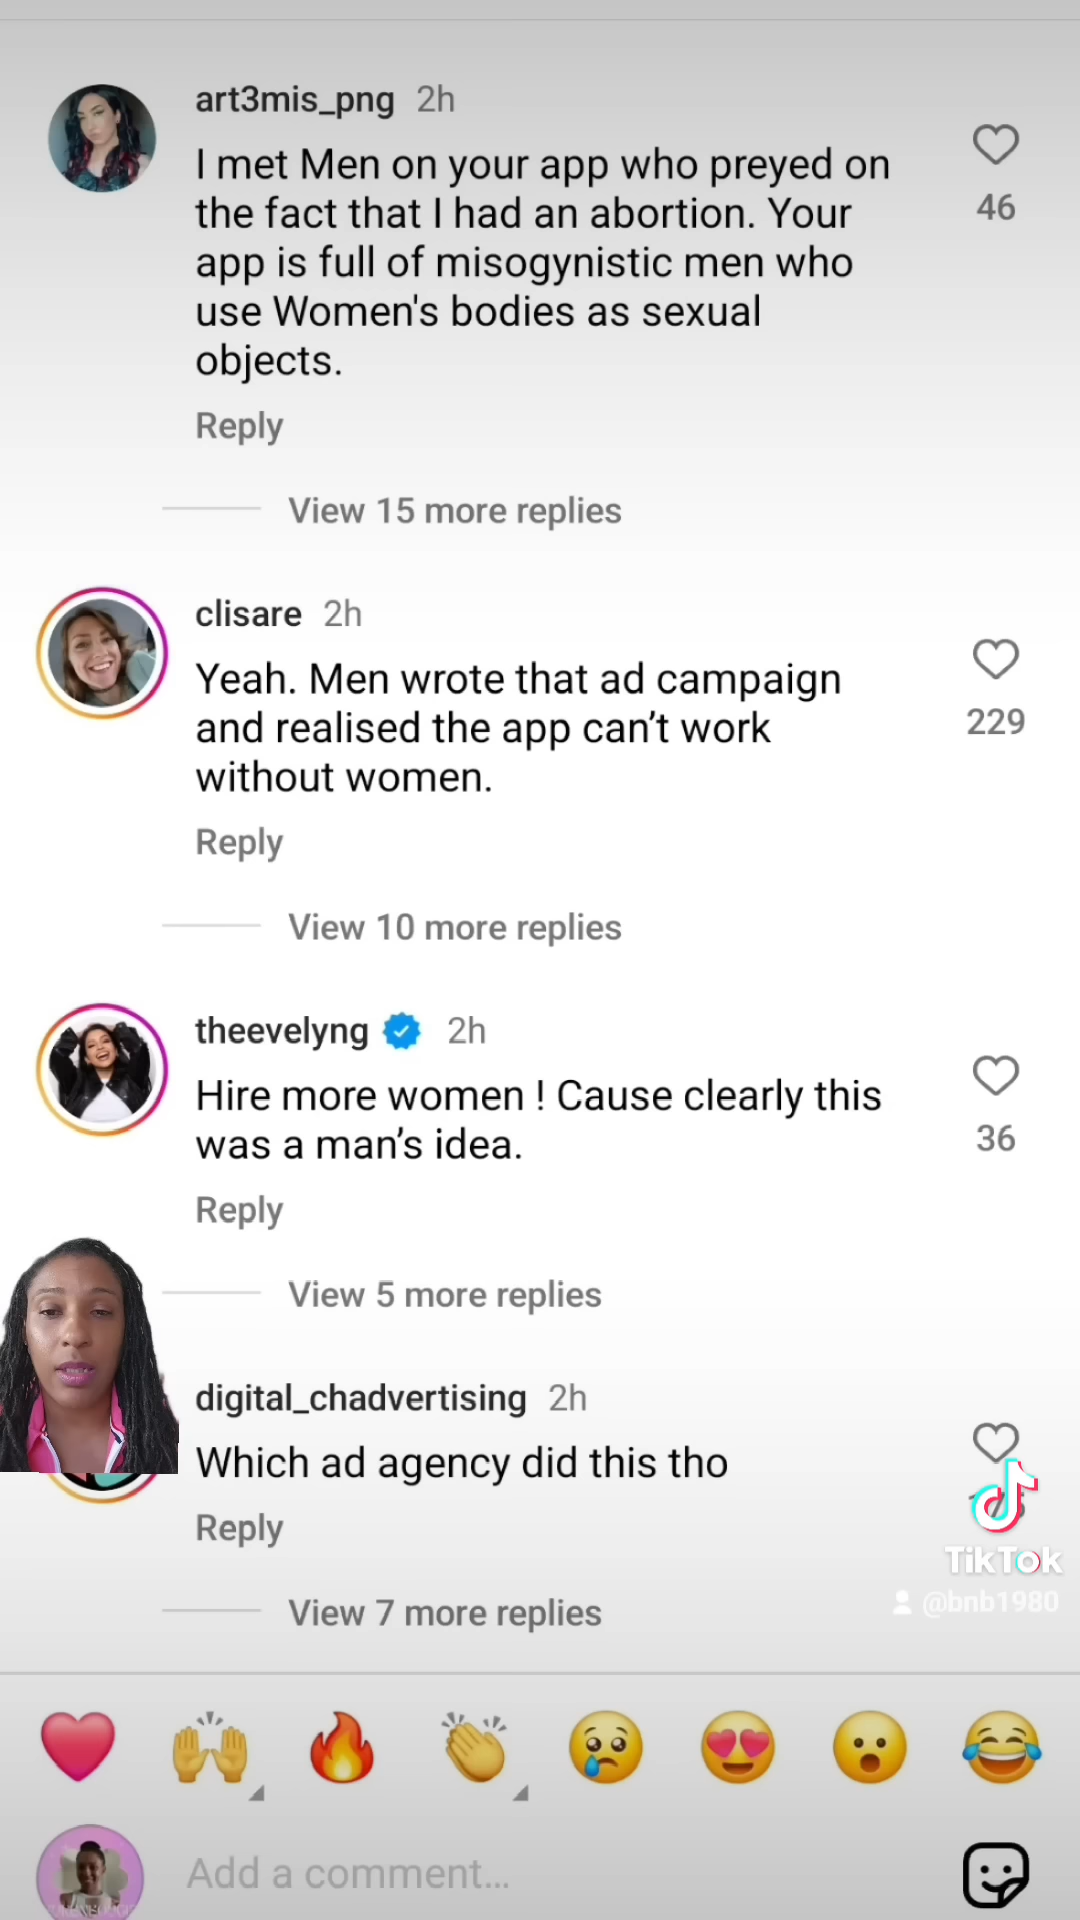 art3mis_png 2h
I met Men on your app who preyed on
the fact that I had an abortion. Your
app is full of misogynistic men who
use Women's bodies as sexual
objects.
46
Reply
View 15 more replies
clisare 2h
Yeah. Men wrote that ad campaign
and realised the app can’t work
without women.
229
Reply
View 10 more replies
theevelyng 2h
Hire more women ! Cause clearly this
was a man’s idea.
36
Reply
View 5 more replies
digital_chadvertising 2h
Which ad agency did this tho
Reply
TikTok
@bnb1980
View 7 more replies
Add a comment...